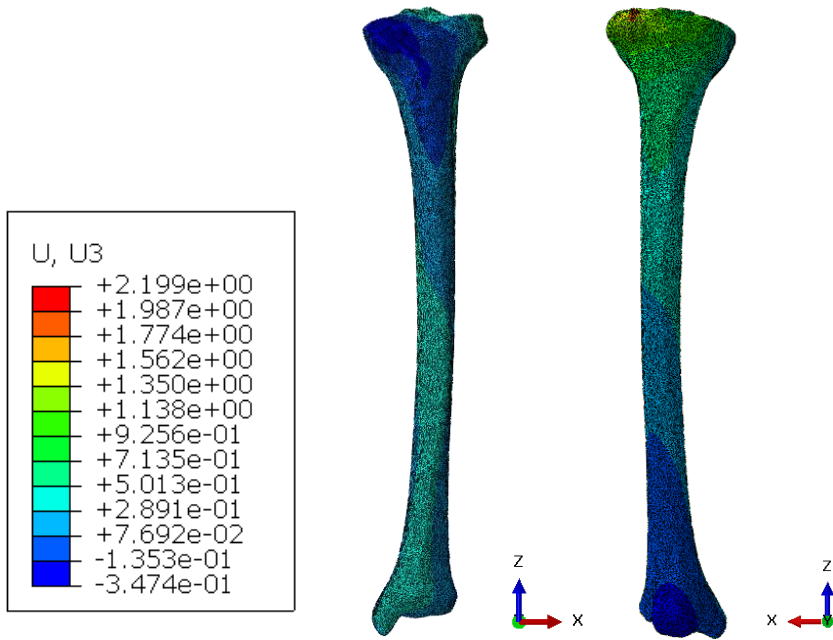 U, U3
+2.199e+00
+1.987e+00
+1.774e+00
+1.562e+00
+1.350e+00
+1.138e+00
+9.256e-01
+7.135e-01
+5.013e-01
+2.891e-01
+7.692e-02
-1.353e-01
-3.474e-01
Z
X
Z
X